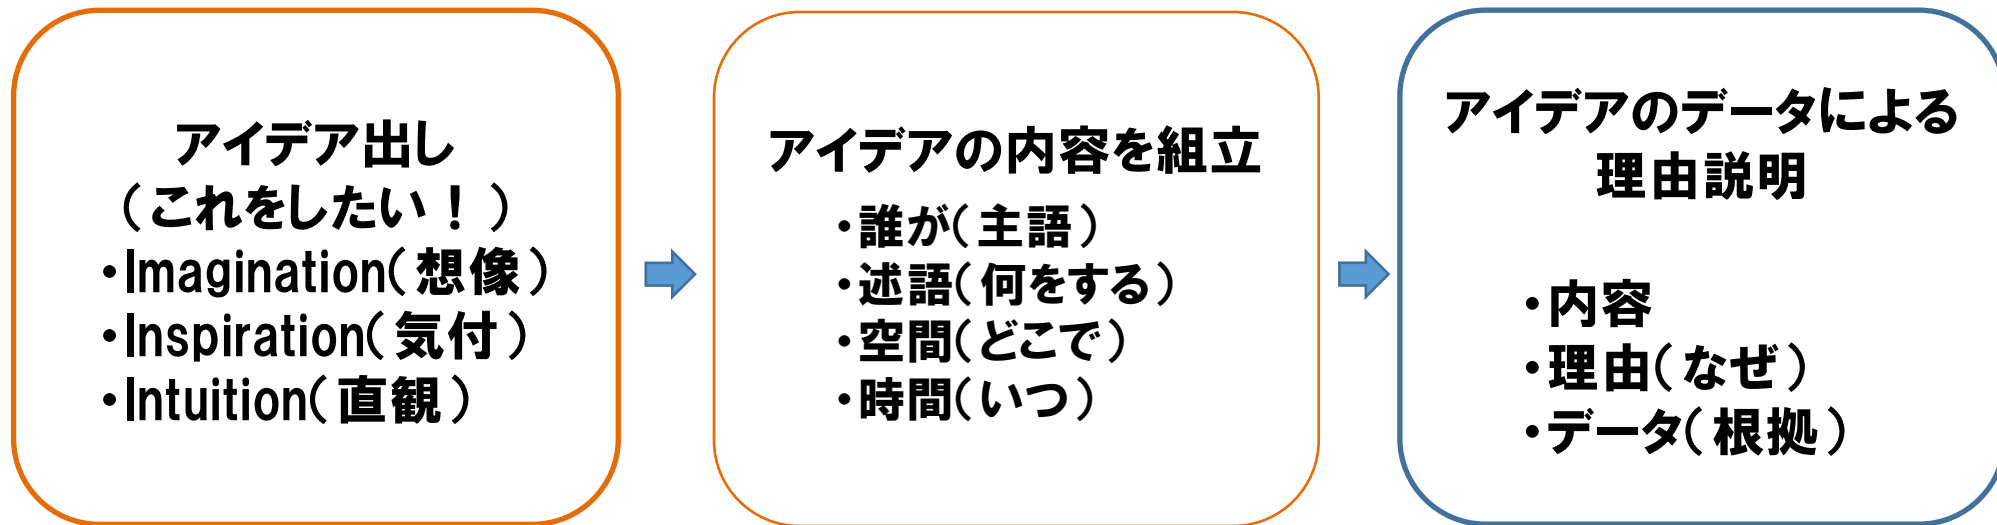 アイデア出し
（これをしたい！）
・Imagination（想像）
・Inspiration（気付）
・Intuition（直観）
アイデアの内容を組立
・誰が（主語）
・述語（何をする）
・空間（どこで）
・時間（いつ）
アイデアのデータによる
理由説明
・内容
・理由（なぜ）
・データ（根拠）